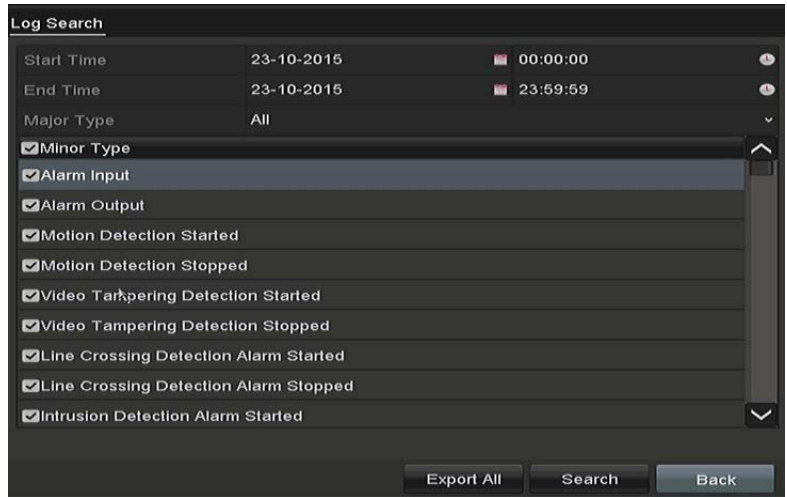 Log Search
Start Time 23-10-2015 00:00:00
End Time 23-10-2015 23:59:59
Major Type All
Minor Type
Alarm Input
Alarm Output
Motion Detection Started
Motion Detection Stopped
Video Tampering Detection Started
Video Tampering Detection Stopped
Line Crossing Detection Alarm Started
Line Crossing Detection Alarm Stopped
Intrusion Detection Alarm Started
Export All Search Back